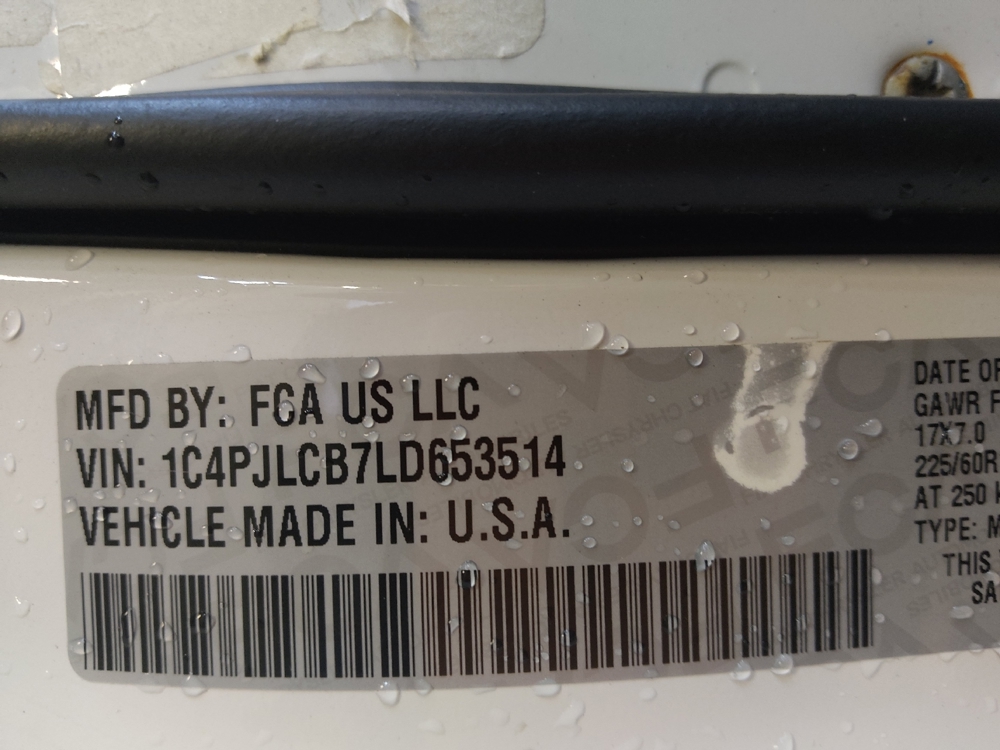 MFD BY: FCA US LLC
VIN: 1C4PJLCB7LD653514
VEHICLE MADE IN: U.S.A.
DATE OF
GAWR F
17X7.0
225/60R
AT 250
TYPE: M
THIS
SA